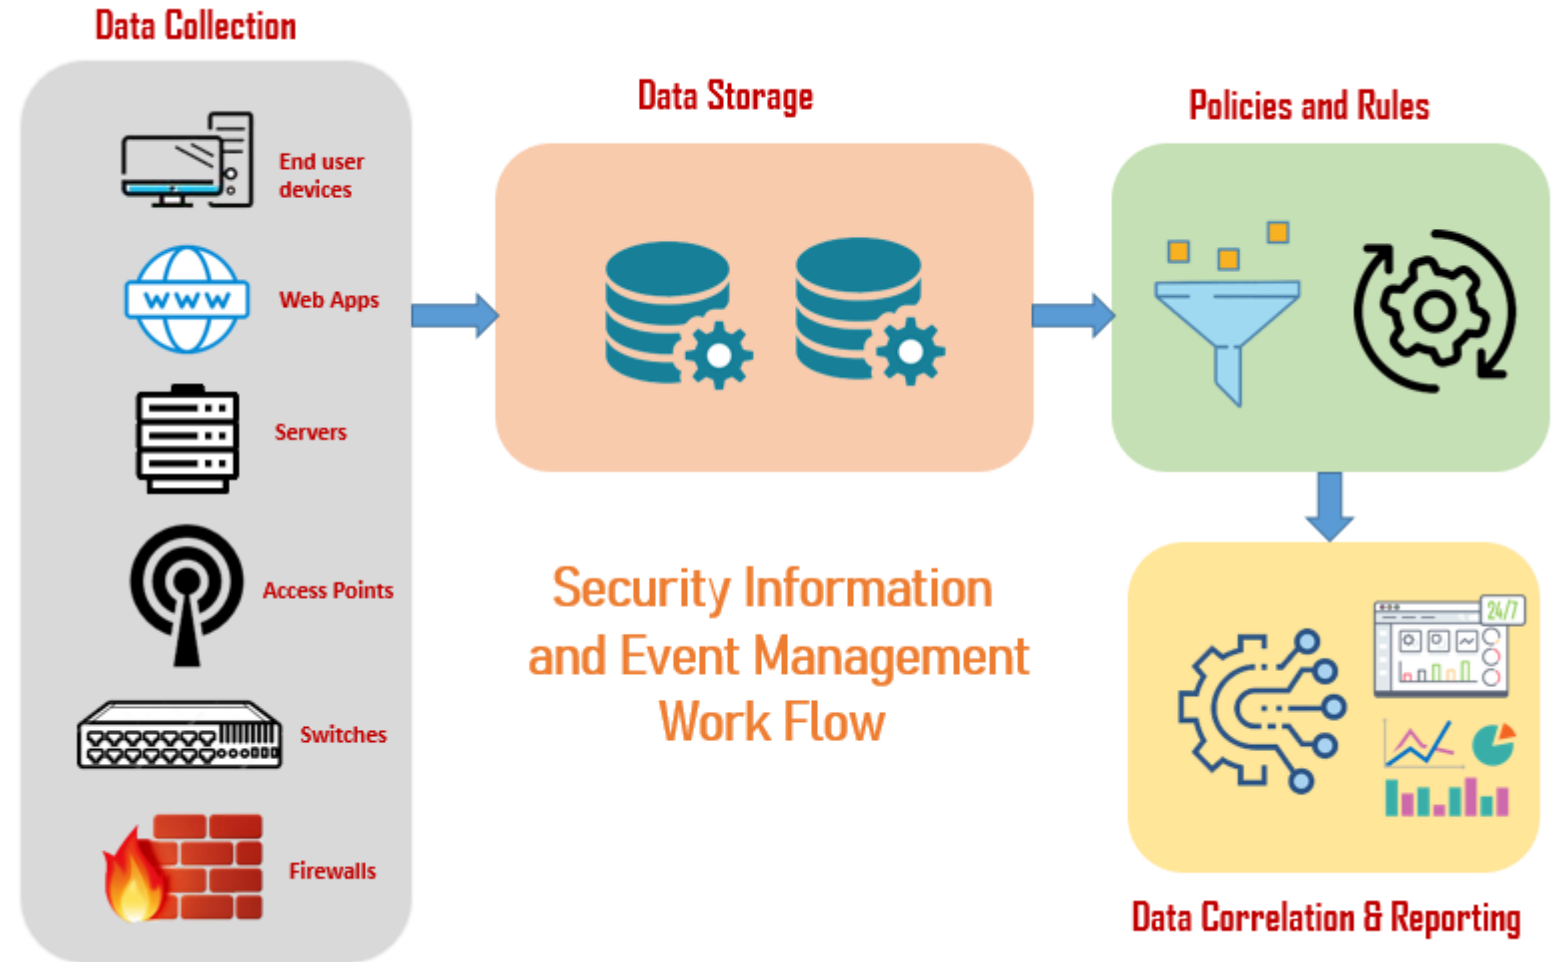 Data Collection
End user
devices
WWW
Web Apps
Servers
Access Points
Switches
Firewalls
Data Storage
Policies and Rules
24/7
Data Correlation & Reporting
Security Information
and Event Management
Work Flow